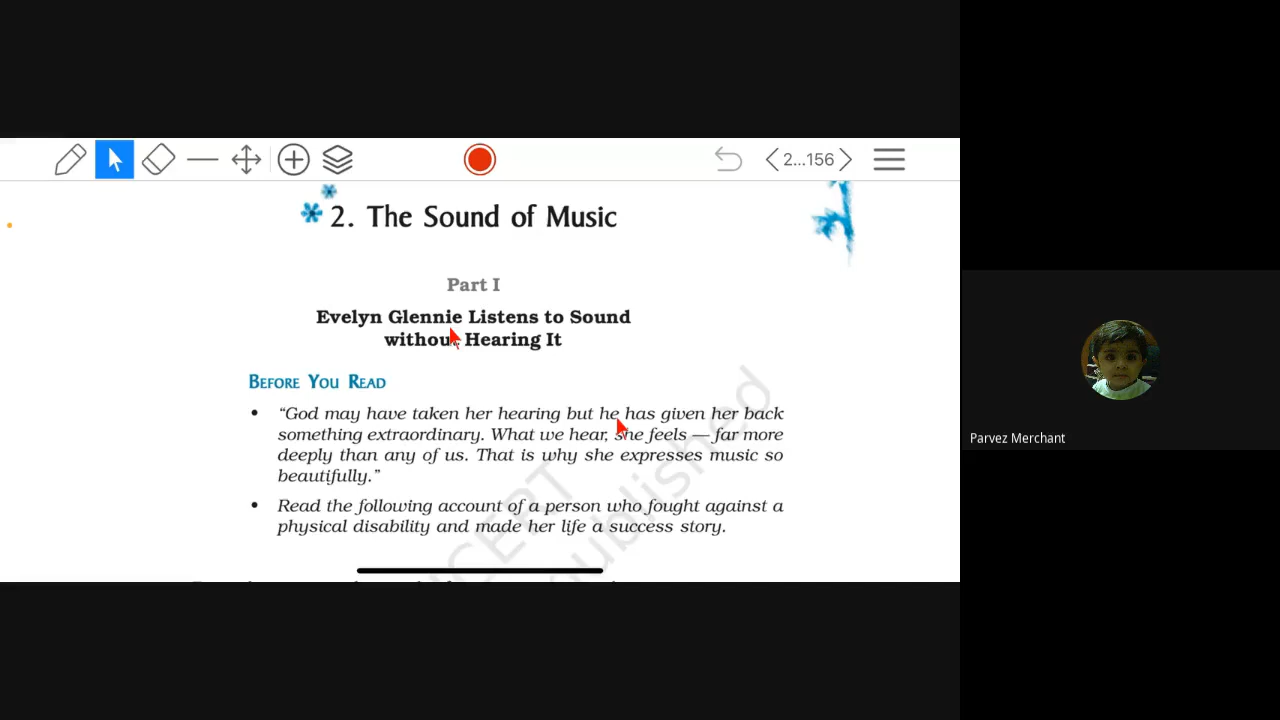 2...156
2. The Sound of Music
Part I
Evelyn Glennie Listens to Sound
without Hearing It
BEFORE YOU READ
• “God may have taken her hearing but he has given her back
something extraordinary. What we hear, she feels — far more
deeply than any of us. That is why she expresses music so
beautifully.”
• Read the following account of a person who fought against a
physical disability and made her life a success story.
NCERT
published
Parvez Merchant